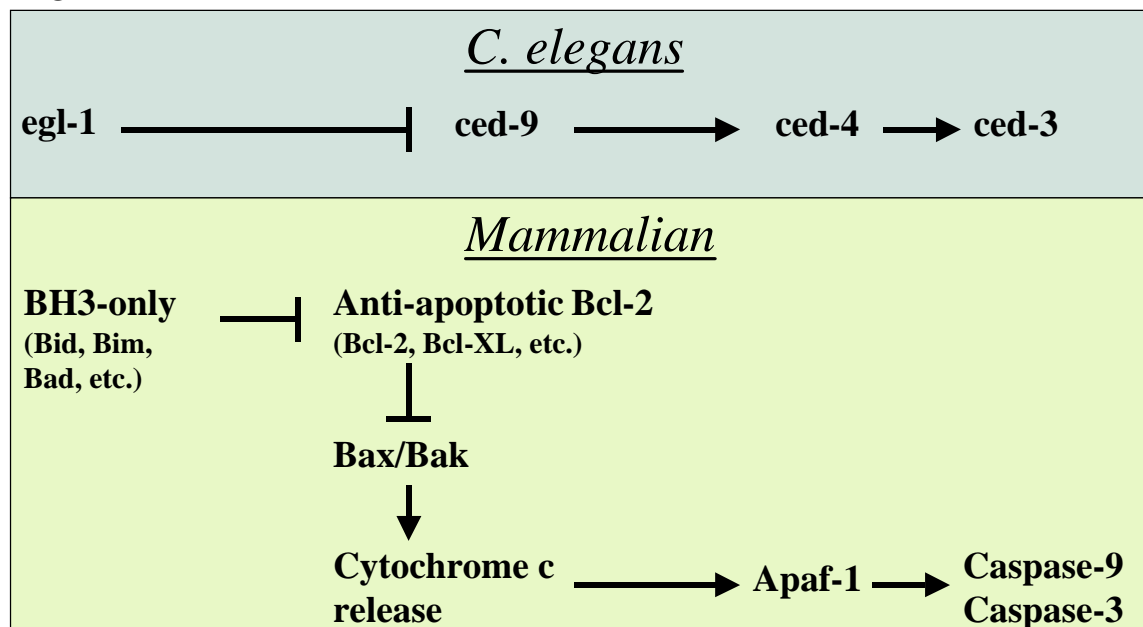 C. elegans
egl-1 ced-9 ced-4 ced-3
Mammalian
BH3-only
(Bid, Bim,
Bad, etc.)
Anti-apoptotic Bcl-2
(Bcl-2, Bcl-XL, etc.)
Bax/Bak
Cytochrome c
release
Apaf-1
Caspase-9
Caspase-3